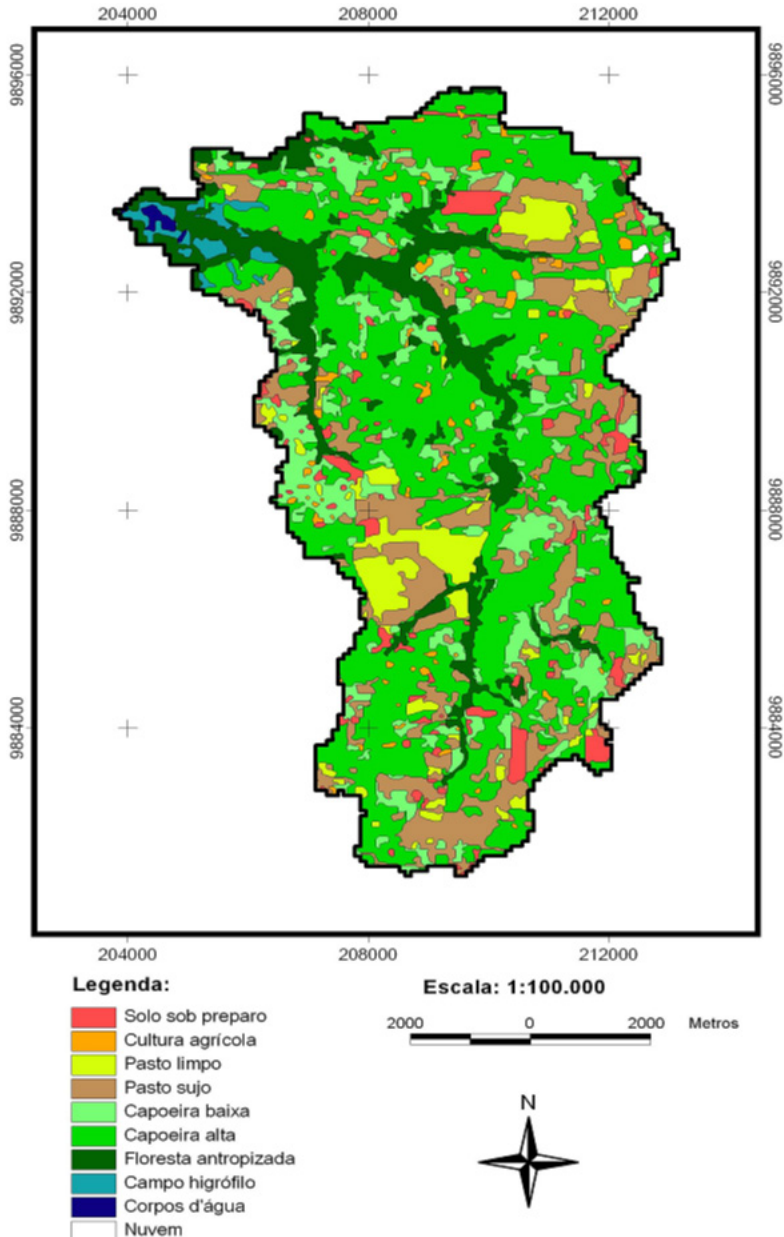 204000 208000 212000
9896000 9896000
9892000 9892000
9888000 9888000
9884000 9884000
204000 208000 212000
Legenda:
Solo sob preparo
Cultura agrícola
Pasto limpo
Pasto sujo
Capoeira baixa
Capoeira alta
Floresta antropizada
Campo higrófilo
Corpos d'água
Nuvem
Escala: 1:100.000
2000 0 2000 Metros
N